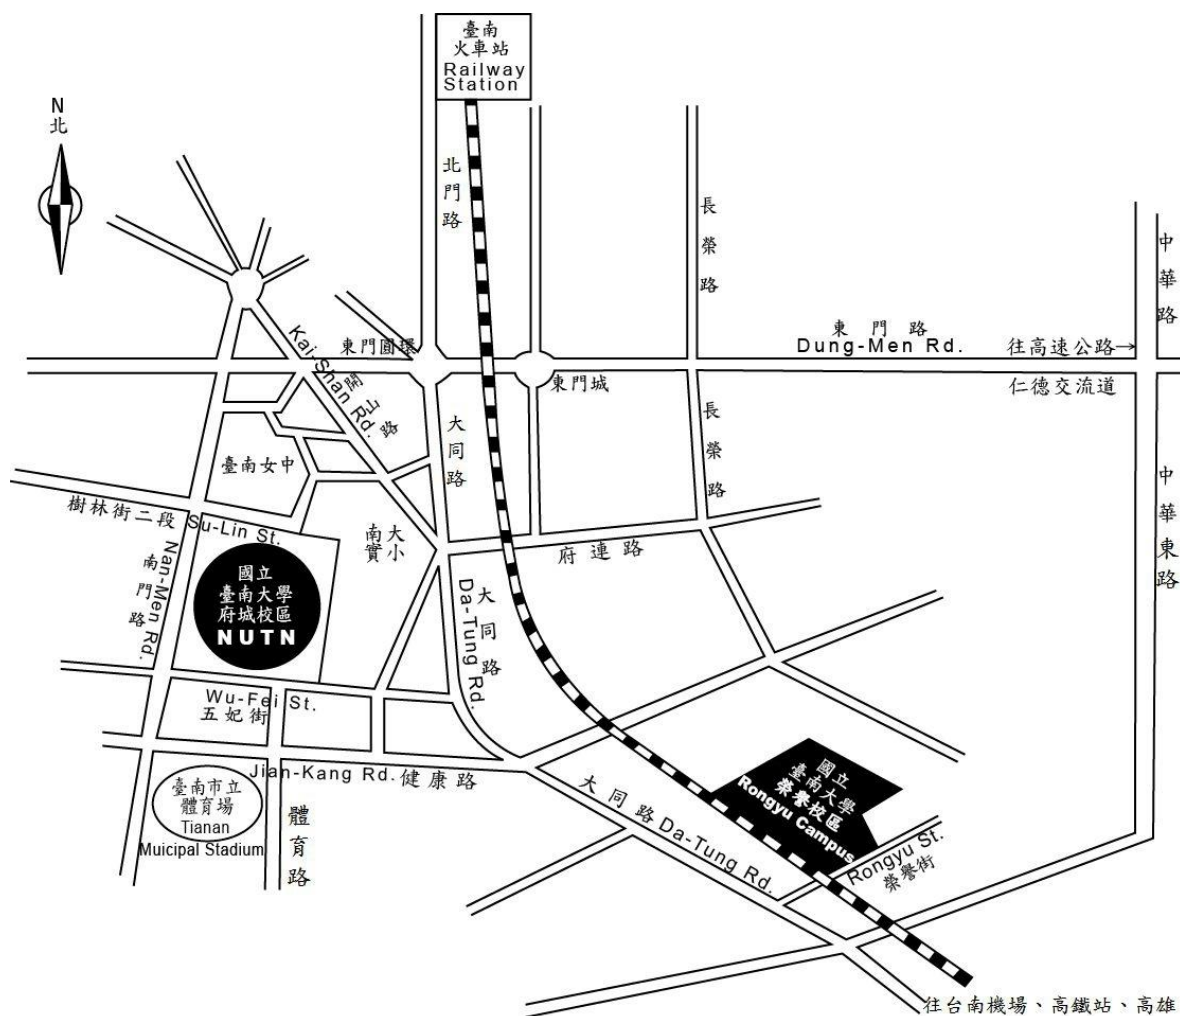 臺南
火車站
Railway
Station
N
北
北門路
長榮路
中華路
Kai-Shan Rd.
開山路
東門圓環
東門路
Dung-Men Rd.
往高速公路→
東門城
仁德交流道
大同路
長榮路
臺南女中
中華東路
樹林街二段 Su-Lin St.
南大
實小
府連路
南門路
Nan-Men Rd.
國立
臺南大學
府城校區
NUTN
大同路
Da-Tung Rd.
Wu-Fei St.
五妃街
Jian-Kang Rd. 健康路
臺南市立
體育場
Tianan
Muicipal Stadium
體育路
大同路 Da-Tung Rd.
國立
臺南大學
榮譽校區
Rongyu Campus
Rongyu St.
榮譽街
往台南機場、高鐵站、高雄